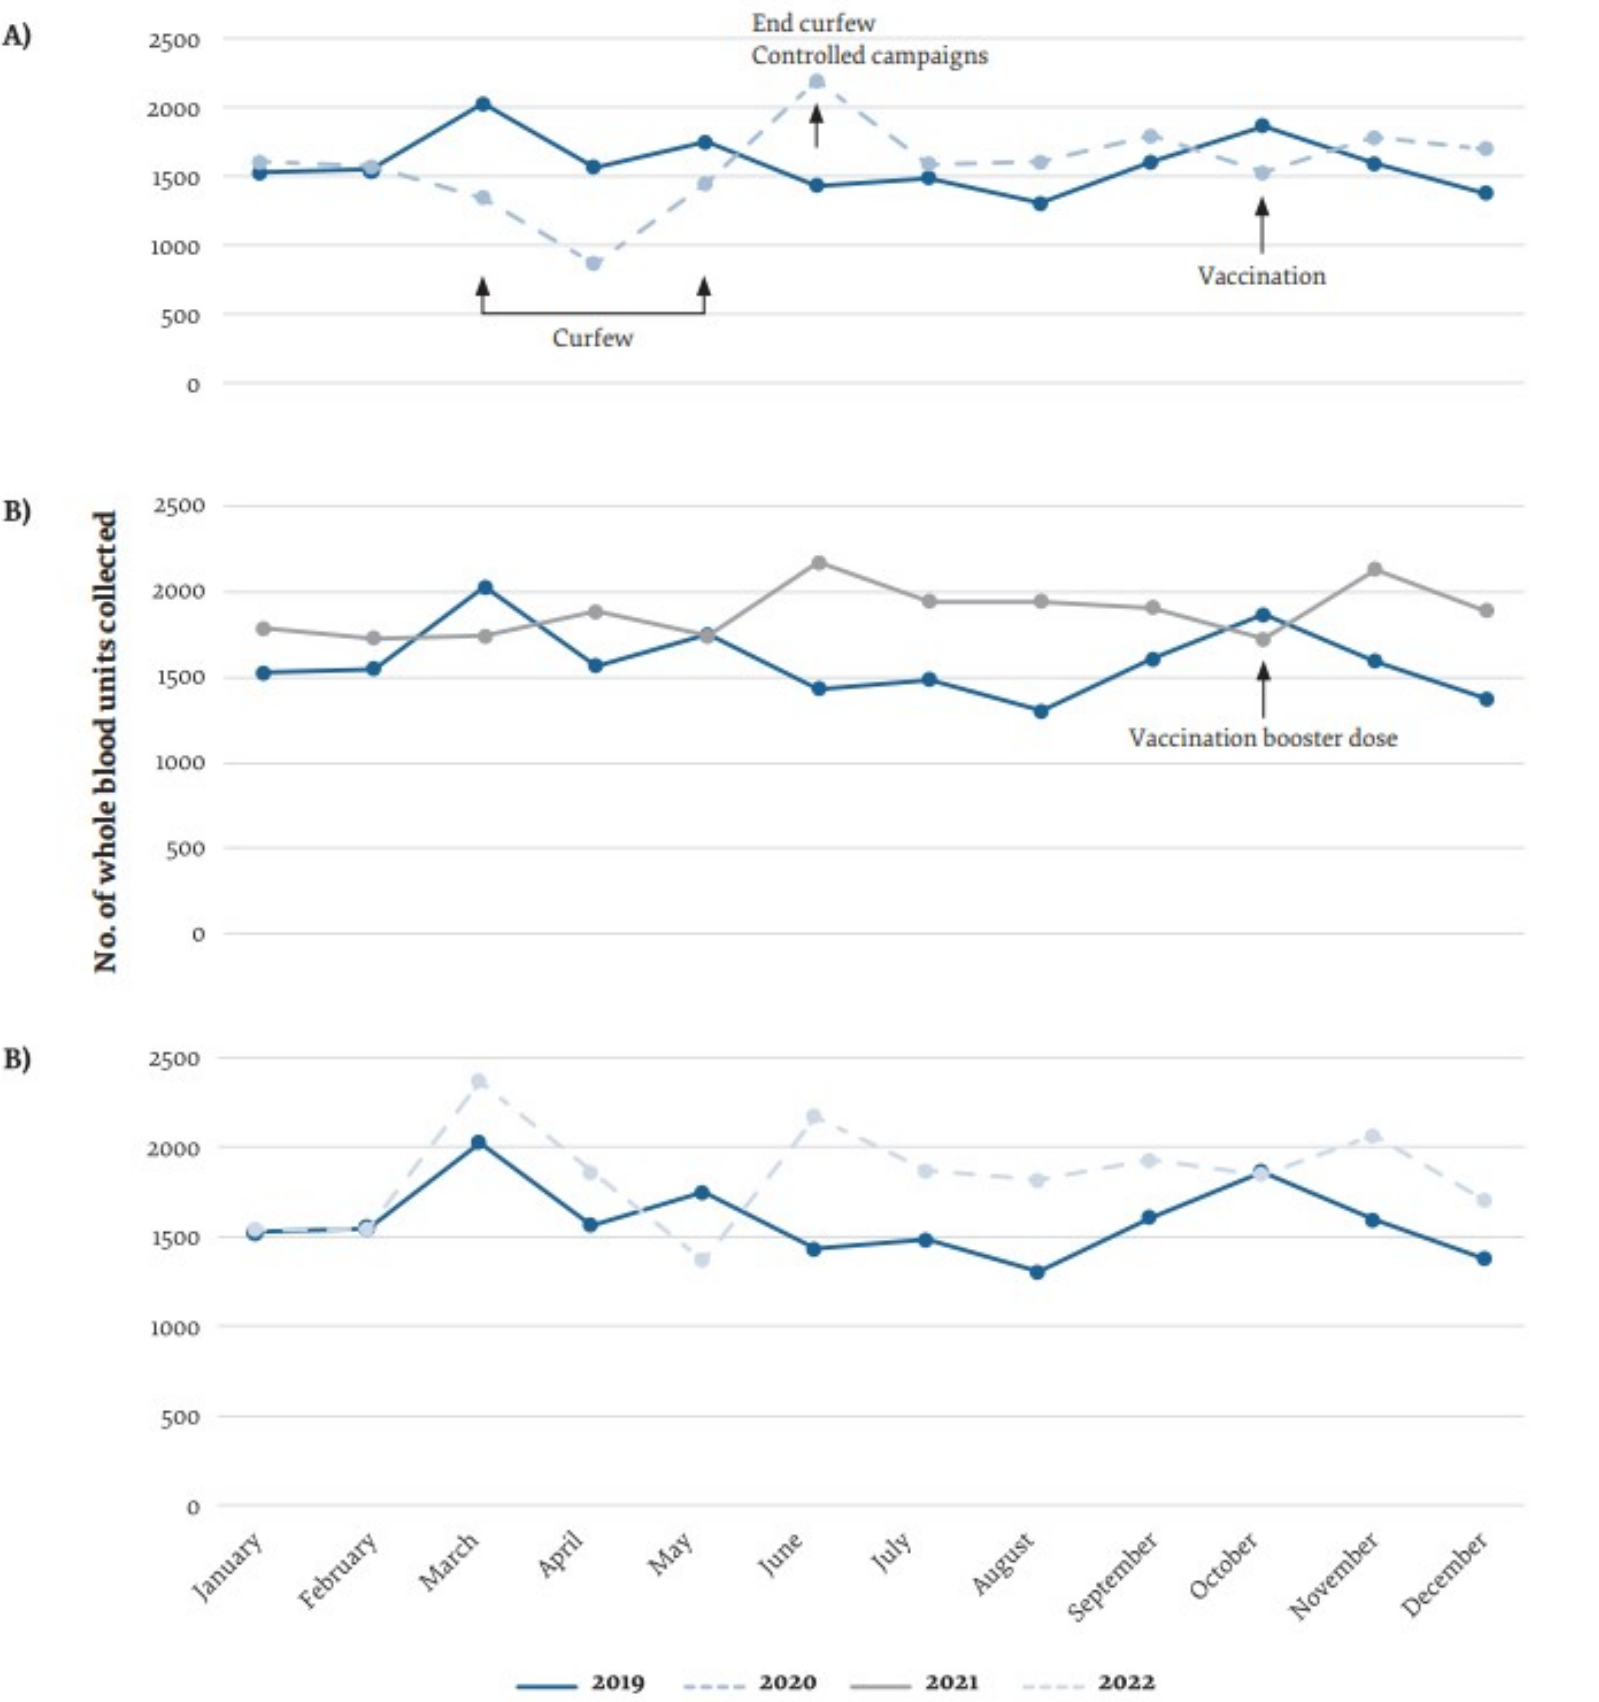 A)
End curfew
Controlled campaigns
2500
2000
1500
1000
500
0
Vaccination
Curfew
B)
No. of whole blood units collected
2500
2000
1500
1000
500
0
Vaccination booster dose
B)
2500
2000
1500
1000
500
0
January
February
March
April
May
June
July
August
September
October
November
December
2019
2020
2021
2022